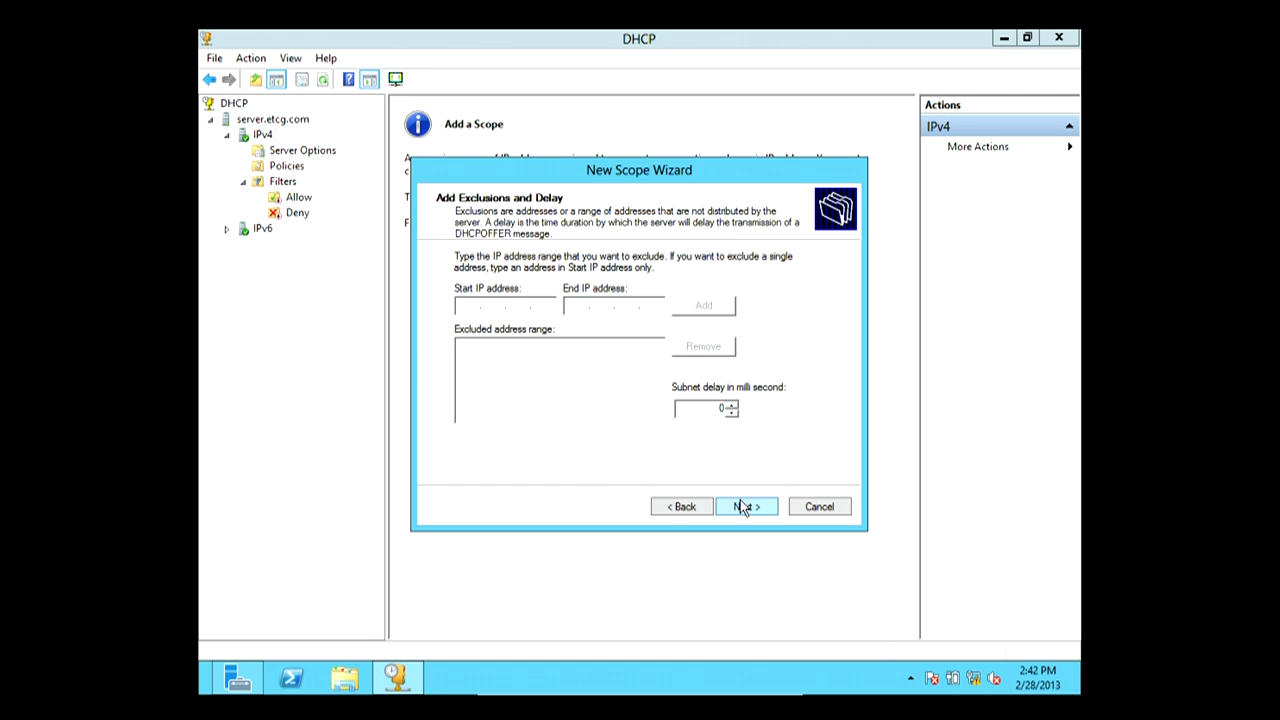 DHCP
File Action View Help
DHCP
server.etcg.com
IPv4
Server Options
Policies
Filters
Allow
Deny
IPv6
Add a Scope
New Scope Wizard
Add Exclusions and Delay
Exclusions are addresses or a range of addresses that are not distributed by the
server. A delay is the time duration by which the server will delay the transmission of a
DHCPOFFER message.
Type the IP address range that you want to exclude. If you want to exclude a single
address, type an address in Start IP address only.
Start IP address: End IP address:
Add
Excluded address range:
Remove
Subnet delay in milli second:
0
< Back Next > Cancel
Actions
IPv4
More Actions
2:42 PM
2/28/2013